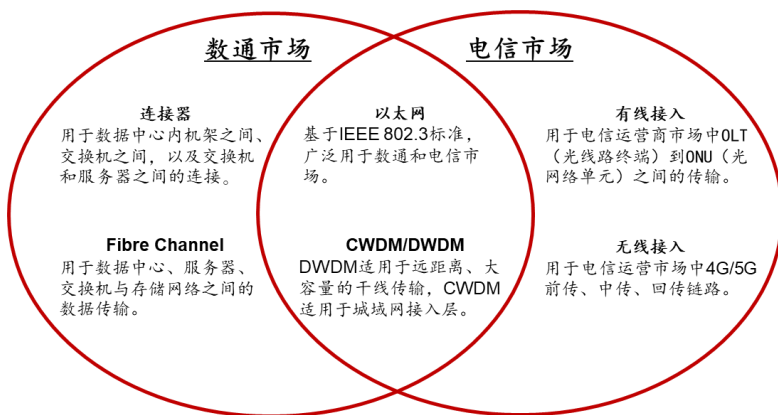 数通市场
电信市场
连接器
用于数据中心内机架之间、
交换机之间，以及交换机
和服务器之间的连接。
以太网
基于IEEE 802.3标准，
广泛用于数通和电信市
场。
有线接入
用于电信运营商市场中OLT
（光线路终端）到ONU（光
网络单元）之间的传输。
Fibre Channel
用于数据中心、服务器、
交换机与存储网络之间的
数据传输。
CWDM/DWDM
DWDM适用于远距离、大
容量的干线传输，CWDM
适用于城域网接入层。
无线接入
用于电信运营市场中4G/5G
前传、中传、回传链路。